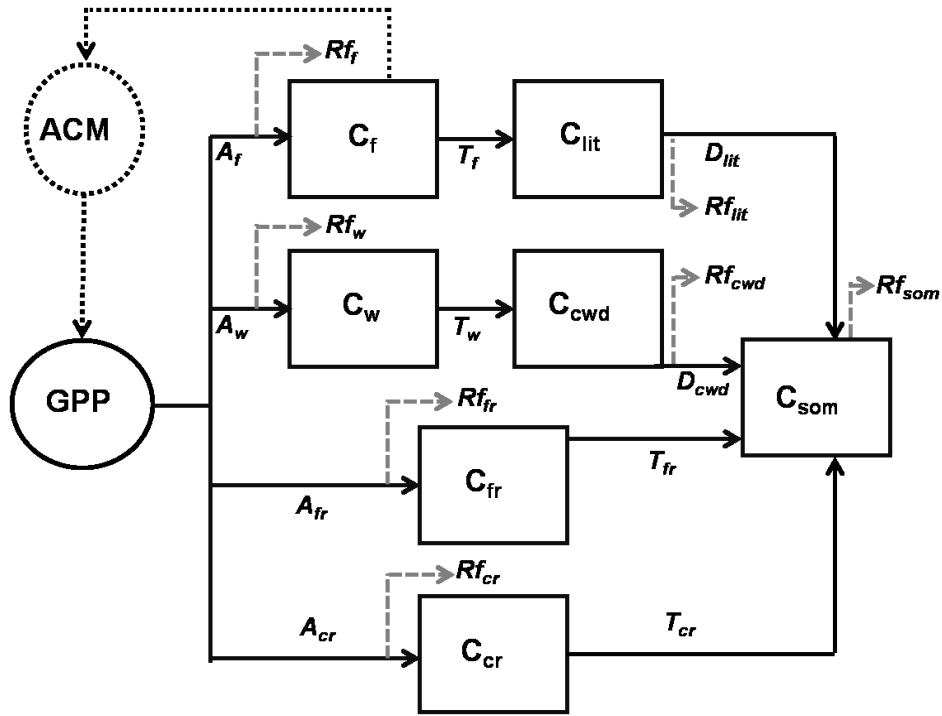 Rf_f
ACM
C_f
C_lit
A_f
T_f
D_lit
Rf_lit
Rf_w
C_w
C_cwd
Rf_cwd
Rf_som
A_w
T_w
D_cwd
GPP
C_som
Rf_fr
C_fr
T_fr
A_fr
Rf_cr
C_cr
A_cr
T_cr